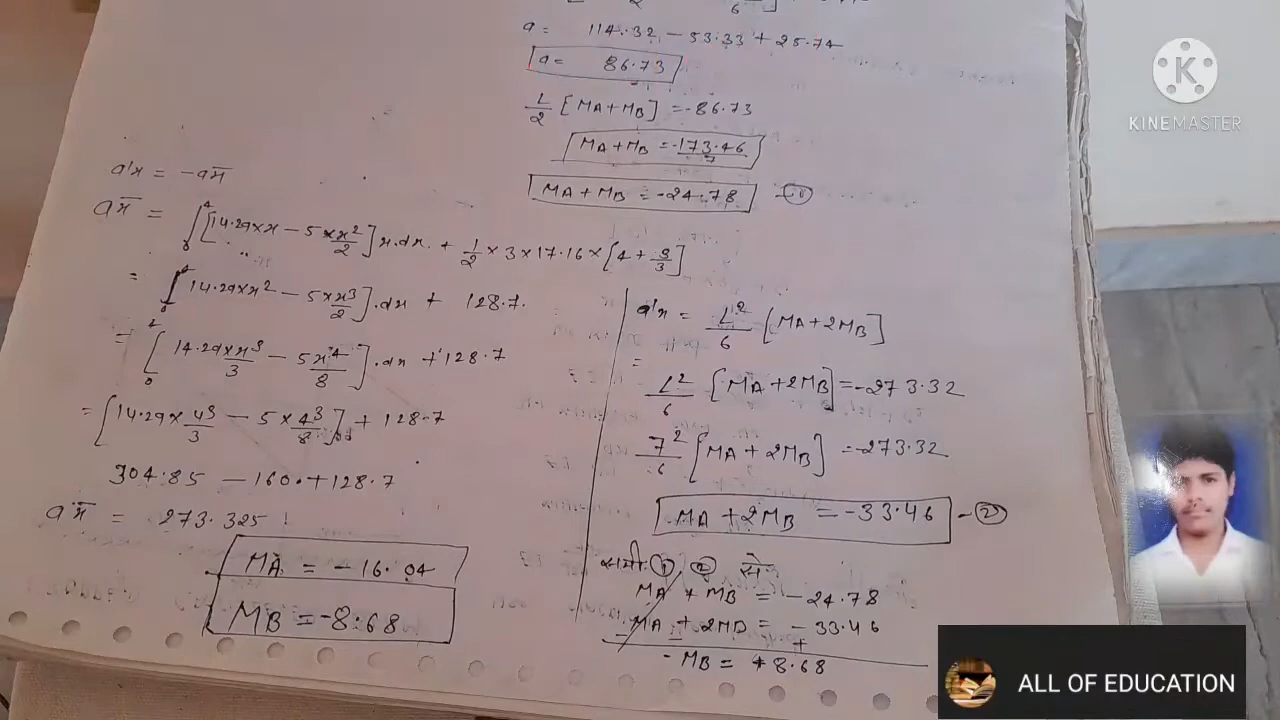 a = 114.32 - 53.33 + 25.74
a = 86.73
L/2 [MA+MB] = -86.73
MA+MB = -173.46/7
MA+MB = -24.78 - ①
a'x = -ax̄
ax̄ = ∫₀⁴ [14.29×x - 5×x²/2] x.dx. + 1/2 × 3 × 17.16 × [4 + 3/3]
= ∫₀⁴ 14.29×x² - 5×x³/2] .dx + 128.7.
= [14.29×x³/3 - 5x⁴/8] .dx + 128.7
= [14.29×4³/3 - 5×4³/8] + 128.7
304.85 - 160. + 128.7
ax̄ = 273.325
MA = -16.04
MB = -8.68
a'x = L²/6 [MA+2MB]
=
L²/6 [MA+2MB] = -273.32
7²/6 [MA+2MB] = -273.32
MA+2MB = -33.46 - ②
समी ① ② से
MA + MB = -24.78
-MA + 2MB = -33.46
-MB = +8.68
KINEMASTER
ALL OF EDUCATION